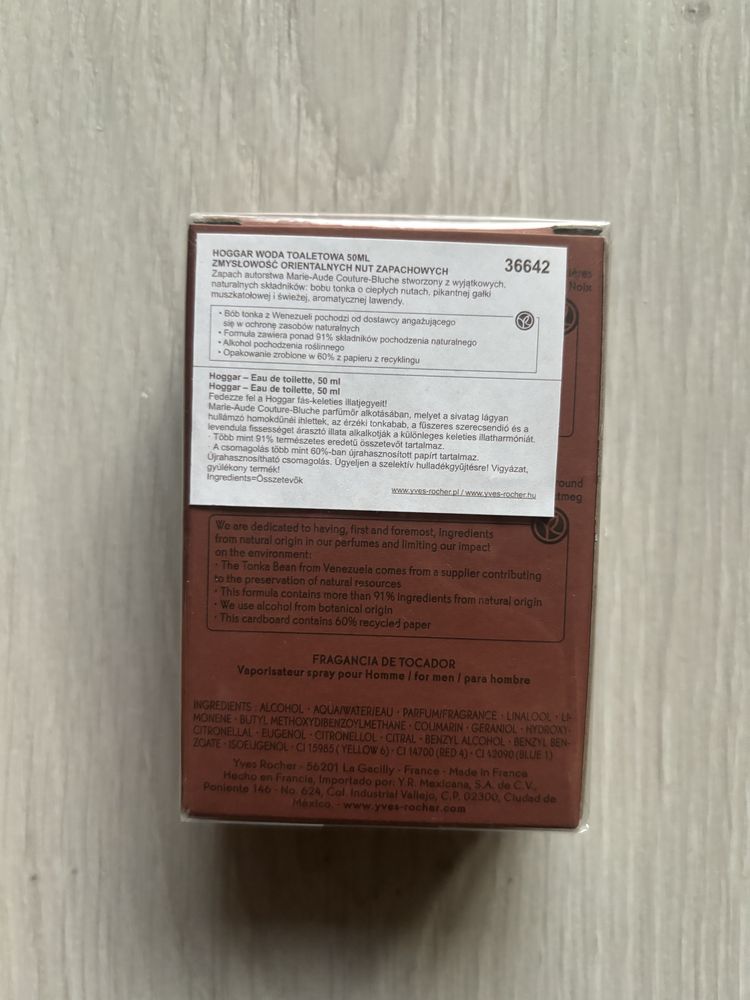 HOGGAR WODA TOALETOWA 50ML
36642
ZMYSŁOWOŚĆ ORIENTALNYCH NUT ZAPACHOWYCH
Zapach autorstwa Marie-Aude Couture-Bluche stworzony z wyjątkowych,
naturalnych składników: bobu tonka o ciepłych nutach, pikantnej gałki
muszkatołowej i świeżej, aromatycznej lawendy.
• Bób tonka z Wenezueli pochodzi od dostawcy angażującego
się w ochronę zasobów naturalnych
• Formuła zawiera ponad 91% składników pochodzenia naturalnego
• Alkohol pochodzenia roślinnego
• Opakowanie zrobione w 60% z papieru z recyklingu
Hoggar – Eau de toilette, 50 ml
Hoggar – Eau de toilette, 50 ml
Fedezze fel a Hoggar fás-keleties illatjegyeit!
Marie-Aude Couture-Bluche parfümőr alkotásában, melyet a sivatag lágyan
hullámzó homokdűnéi ihlettek, az érzéki tonkabab, a fűszeres szerecsendió és a
levendula fissességet árasztó illata alkalkotják a különleges keleties illatharmóniát.
· Több mint 91% természetes eredetű összetevőt tartalmaz.
· A csomagolás több mint 60%-ban újrahasznosított papírt tartalmaz.
Újrahasznosítható csomagolás. Ügyeljen a szelektív hulladékgyűjtésre! Vigyázat,
gyúlékony termék!
Ingredients=Összetevők
www.yves-rocher.pl / www.yves-rocher.hu
Noix
We are dedicated to having, first and foremost, ingredients
from natural origin in our perfumes and limiting our impact
on the environment:
· The Tonka Bean from Venezuela comes from a supplier contributing
to the preservation of natural resources
· This formula contains more than 91% ingredients from natural origin
· We use alcohol from botanical origin
· This cardboard contains 60% recycled paper
FRAGANCIA DE TOCADOR
Vaporisateur spray pour Homme / for men / para hombre
INGREDIENTS : ALCOHOL · AQUA/WATER/EAU · PARFUM/FRAGRANCE · LINALOOL · LI-
MONENE · BUTYL METHOXYDIBENZOYLMETHANE · COUMARIN · GERANIOL · HYDROXY-
CITRONELLAL · EUGENOL · CITRONELLOL · CITRAL · BENZYL ALCOHOL · BENZYL BEN-
ZOATE · ISOEUGENOL · CI 15985 (YELLOW 6) · CI 14700 (RED 4) · CI 42090 (BLUE 1)
Yves Rocher - 56201 La Gacilly - France - Made in France
Hecho en Francia, Importado por: Y.R. Mexicana, S.A. de C.V.,
Poniente 146 - No. 624, Col. Industrial Vallejo, C.P. 02300, Ciudad de
México. - www.yves-rocher.com